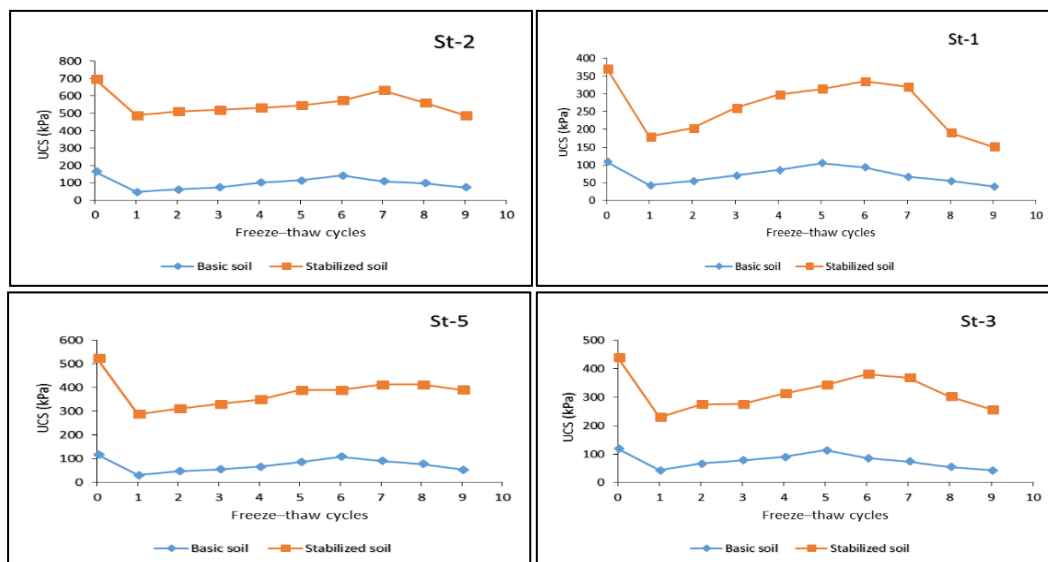 St-2
UCS (kPa)
800
700
600
500
400
300
200
100
0
0 1 2 3 4 5 6 7 8 9 10
Freeze–thaw cycles
Basic soil Stabilized soil
St-1
UCS (kPa)
400
350
300
250
200
150
100
50
0
0 1 2 3 4 5 6 7 8 9 10
Freeze–thaw cycles
Basic soil Stabilized soil
St-5
UCS (kPa)
600
500
400
300
200
100
0
0 1 2 3 4 5 6 7 8 9 10
Freeze–thaw cycles
Basic soil Stabilized soil
St-3
UCS (kPa)
500
400
300
200
100
0
0 1 2 3 4 5 6 7 8 9 10
Freeze–thaw cycles
Basic soil Stabilized soil